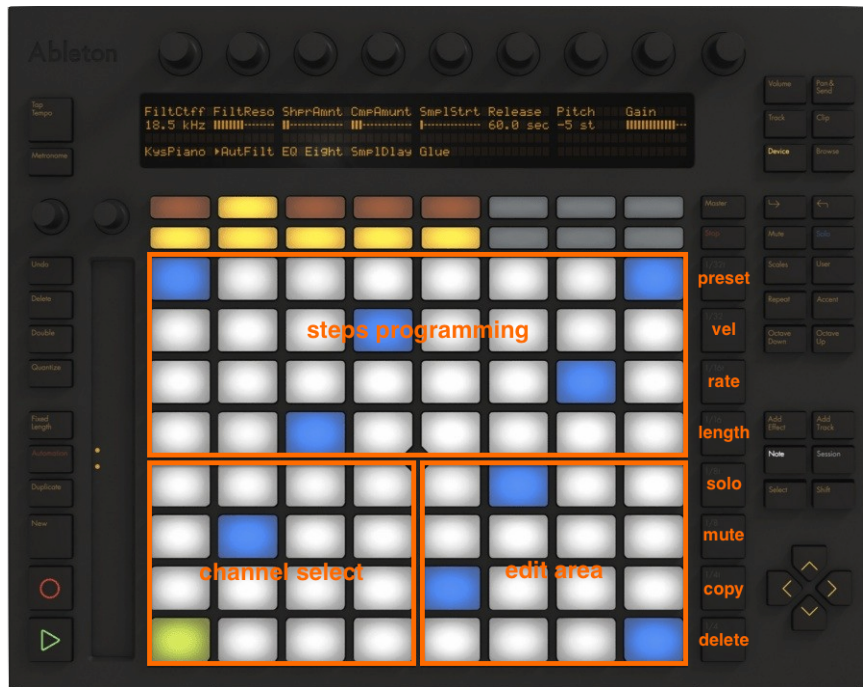 Ableton
Volume
Pan & Send
Tap Tempo
FiltCtff FiltReso ShprAmnt CmpAmunt SmplStrt Release Pitch Gain
18.5 kHz 60.0 sec -5 st
Track
Clip
Metronome
KysPiano ▸AutFilt EQ Eight SmplDlay Glue
Device
Browse
Master
Stop
Mute
Solo
Undo
preset
Scales
User
Delete
Repeat
Accent
Double
steps programming
vel
Octave Down
Octave Up
Quantize
rate
Fixed Length
length
Add Effect
Add Track
Automation
Note
Session
Duplicate
solo
Select
Shift
New
mute
channel select
edit area
copy
delete